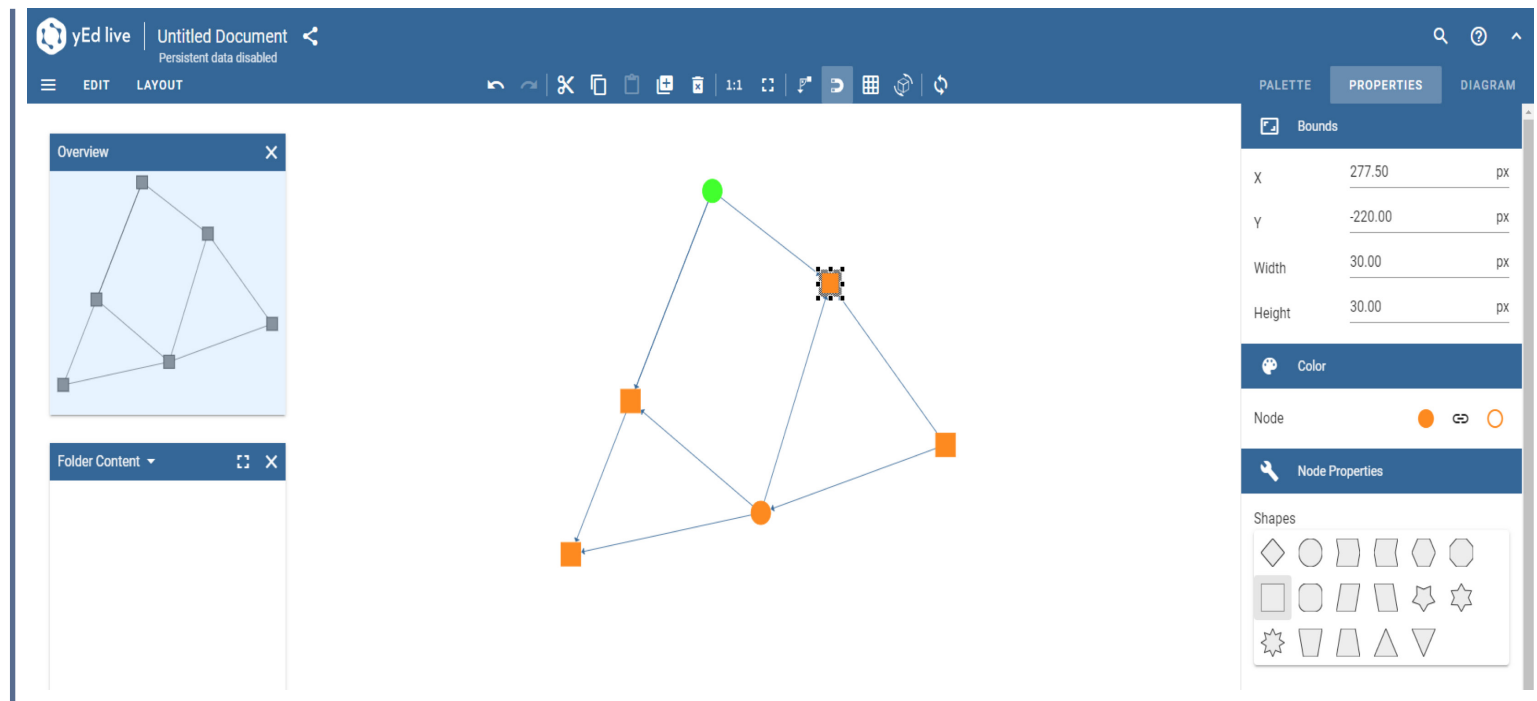 yEd live
Untitled Document
Persistent data disabled
EDIT LAYOUT
1:1
PALETTE PROPERTIES DIAGRAM
Overview
Folder Content
Bounds
X 277.50 px
Y -220.00 px
Width 30.00 px
Height 30.00 px
Color
Node
Node Properties
Shapes